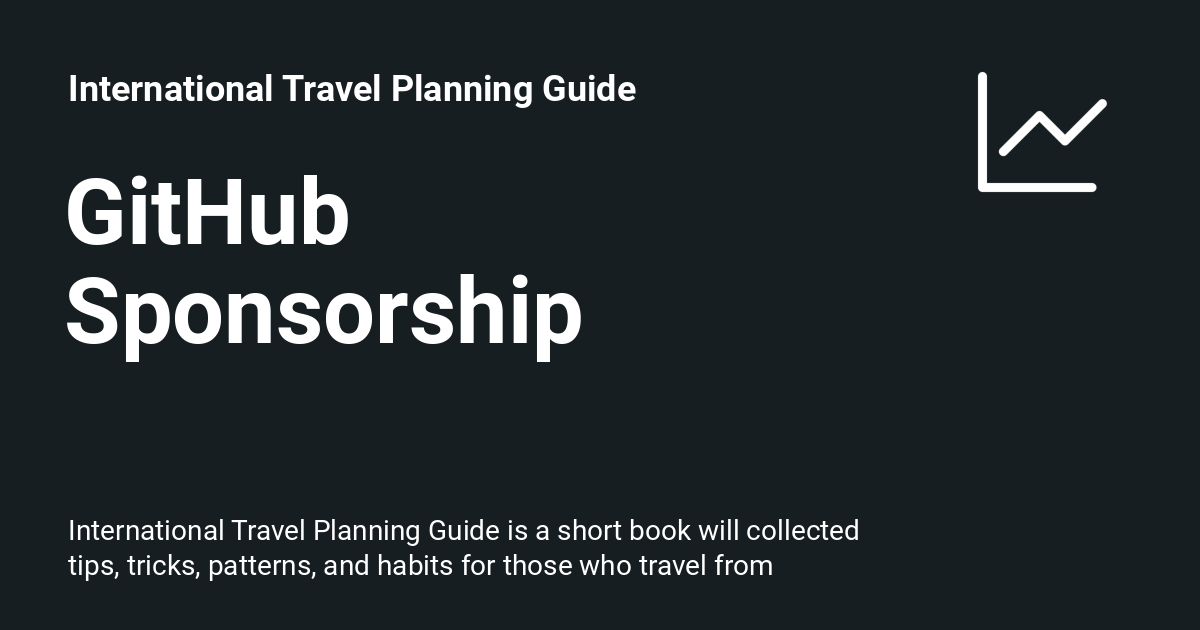 International Travel Planning Guide
GitHub
Sponsorship
International Travel Planning Guide is a short book will collected
tips, tricks, patterns, and habits for those who travel from